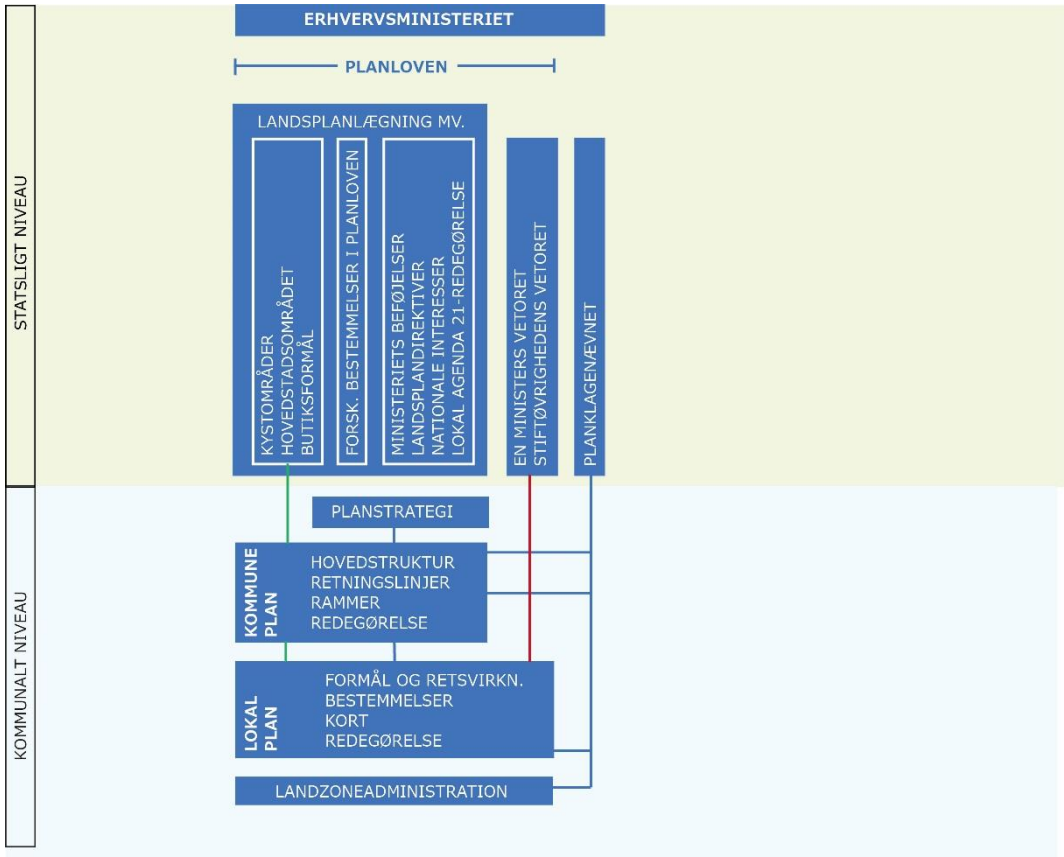 ERHVERVSMINISTERIET
PLANLOVEN
STATSLIGT NIVEAU
LANDSPLANLÆGNING MV.
KYSTOMRÅDER
HOVEDSTADSOMRÅDET
BUTIKSFORMÅL
FORSK. BESTEMMELSER I PLANLOVEN
MINISTERIETS BEFØJELSER
LANDSPLANDIREKTIVER
NATIONALE INTERESSER
LOKAL AGENDA 21-REDEGØRELSE
EN MINISTERS VETORET
STIFTØVRIGHEDENS VETORET
PLANKLAGENÆVNET
KOMMUNALT NIVEAU
PLANSTRATEGI
KOMMUNE
PLAN
HOVEDSTRUKTUR
RETNINGSLINJER
RAMMER
REDEGØRELSE
LOKAL
PLAN
FORMÅL OG RETSVIRKN.
BESTEMMELSER
KORT
REDEGØRELSE
LANDZONEADMINISTRATION